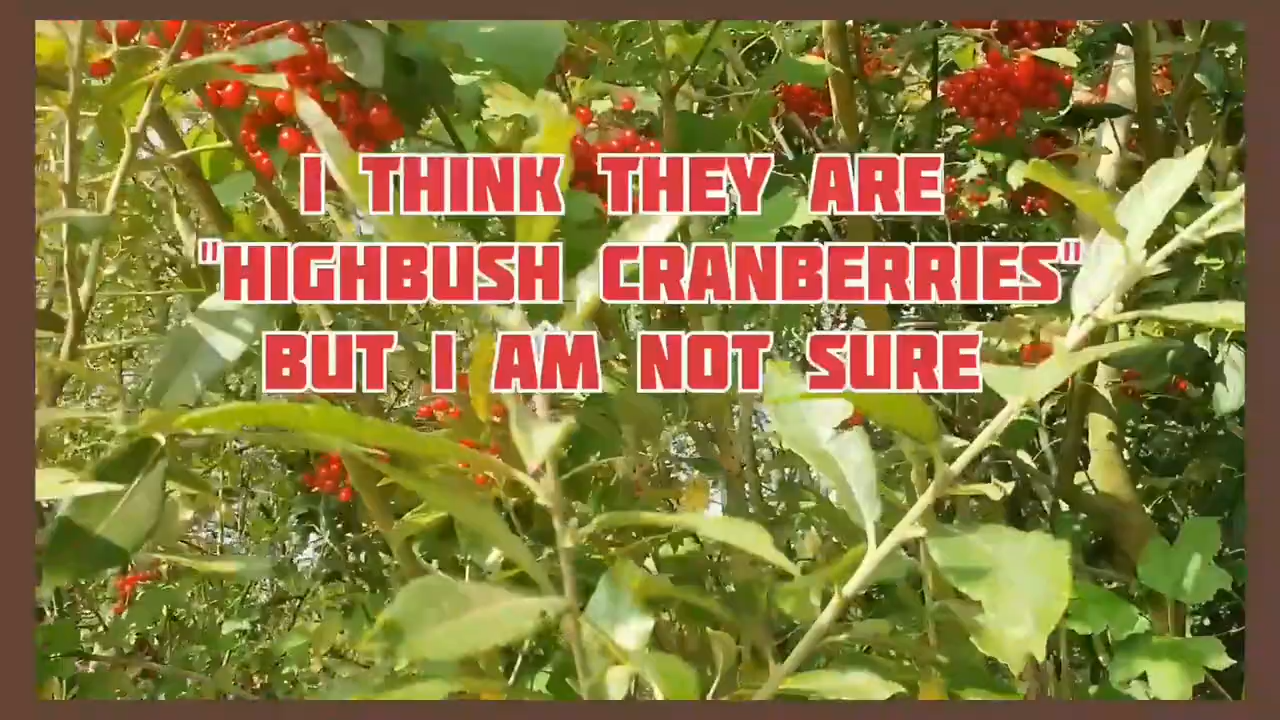 I THINK THEY ARE
"HIGHBUSH CRANBERRIES"
BUT I AM NOT SURE